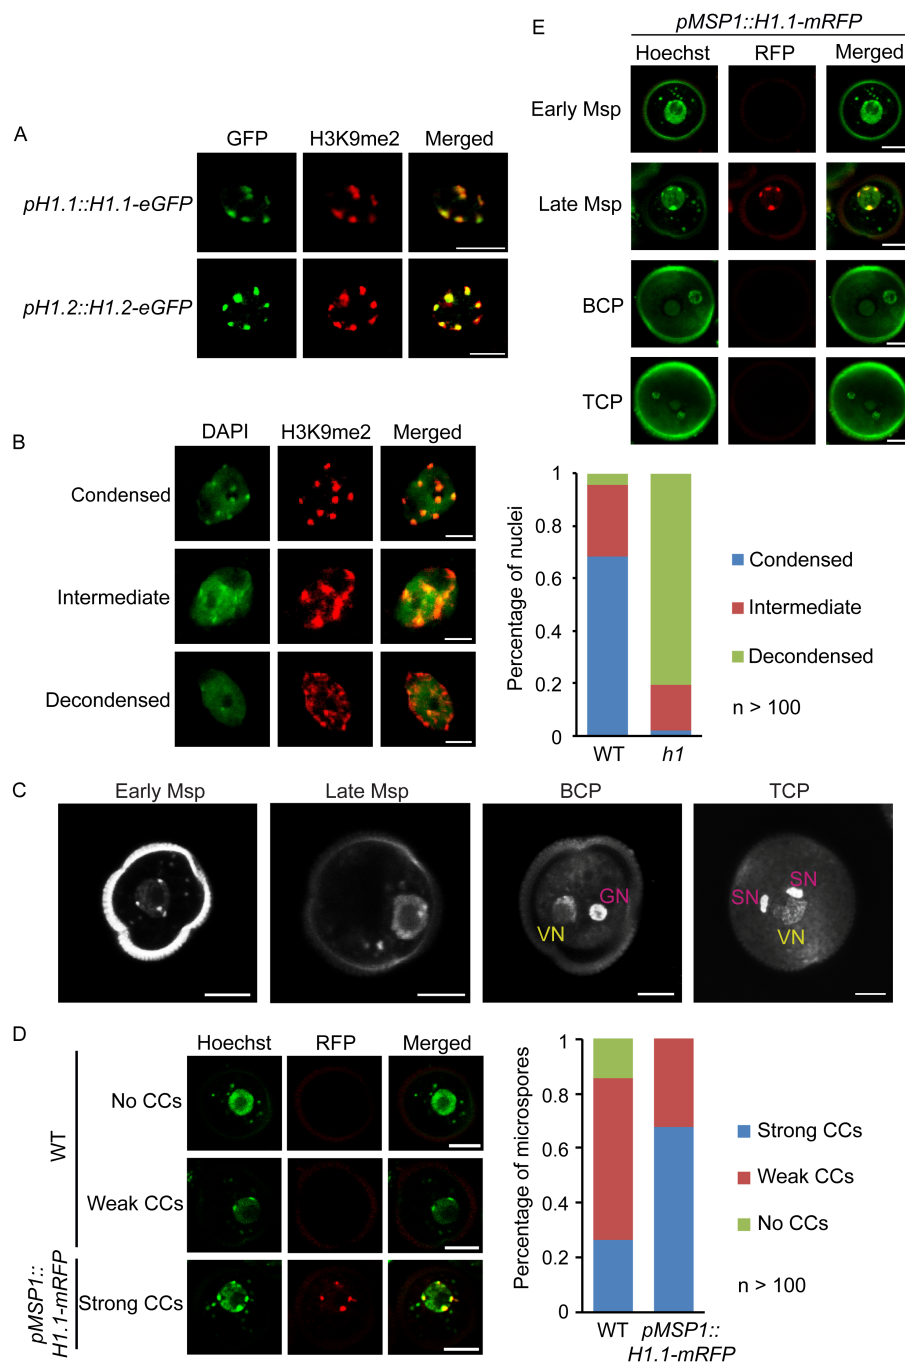 A
GFP
H3K9me2
Merged
pH1.1::H1.1-eGFP
pH1.2::H1.2-eGFP
E
pMSP1::H1.1-mRFP
Hoechst
RFP
Merged
Early Msp
Late Msp
BCP
TCP
B
DAPI
H3K9me2
Merged
Condensed
Intermediate
Decondensed
Percentage of nuclei
1
0.8
0.6
0.4
0.2
0
WT
h1
Condensed
Intermediate
Decondensed
n > 100
C
Early Msp
Late Msp
BCP
TCP
GN
VN
SN
SN
VN
D
Hoechst
RFP
Merged
WT
No CCs
Weak CCs
pMSP1::
H1.1-mRFP
Strong CCs
Percentage of microspores
1
0.8
0.6
0.4
0.2
0
WT
pMSP1::
H1.1-mRFP
Strong CCs
Weak CCs
No CCs
n > 100